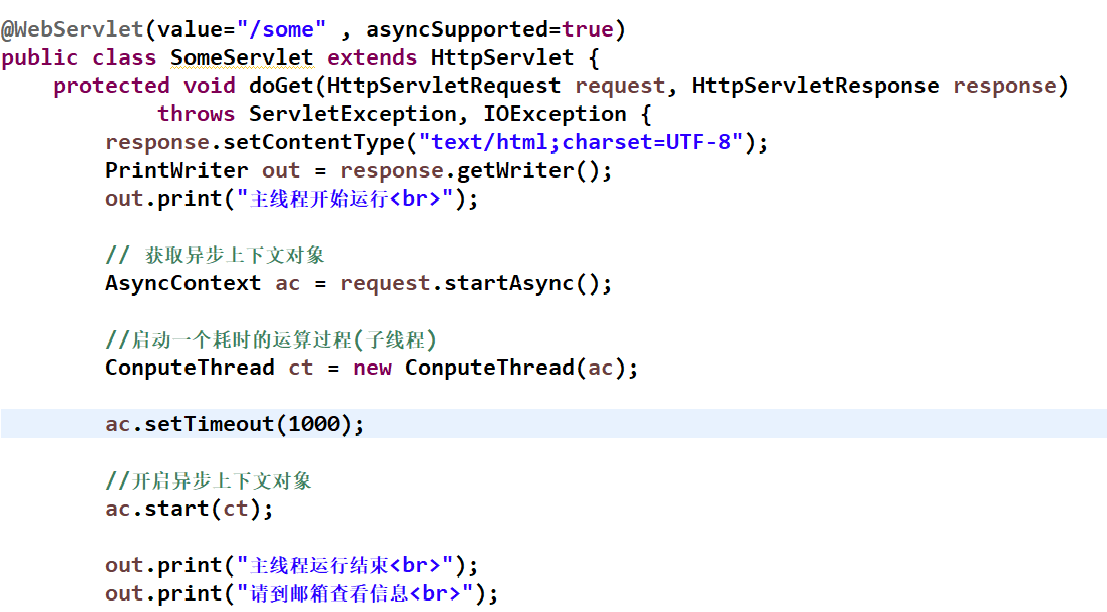 @WebServlet(value="/some" , asyncSupported=true)
public class SomeServlet extends HttpServlet {
protected void doGet(HttpServletRequest request, HttpServletResponse response)
throws ServletException, IOException {
response.setContentType("text/html;charset=UTF-8");
PrintWriter out = response.getWriter();
out.print("主线程开始运行<br>");
// 获取异步上下文对象
AsyncContext ac = request.startAsync();
//启动一个耗时的运算过程(子线程)
ConputeThread ct = new ConputeThread(ac);
ac.setTimeout(1000);
//开启异步上下文对象
ac.start(ct);
out.print("主线程运行结束<br>");
out.print("请到邮箱查看信息<br>");